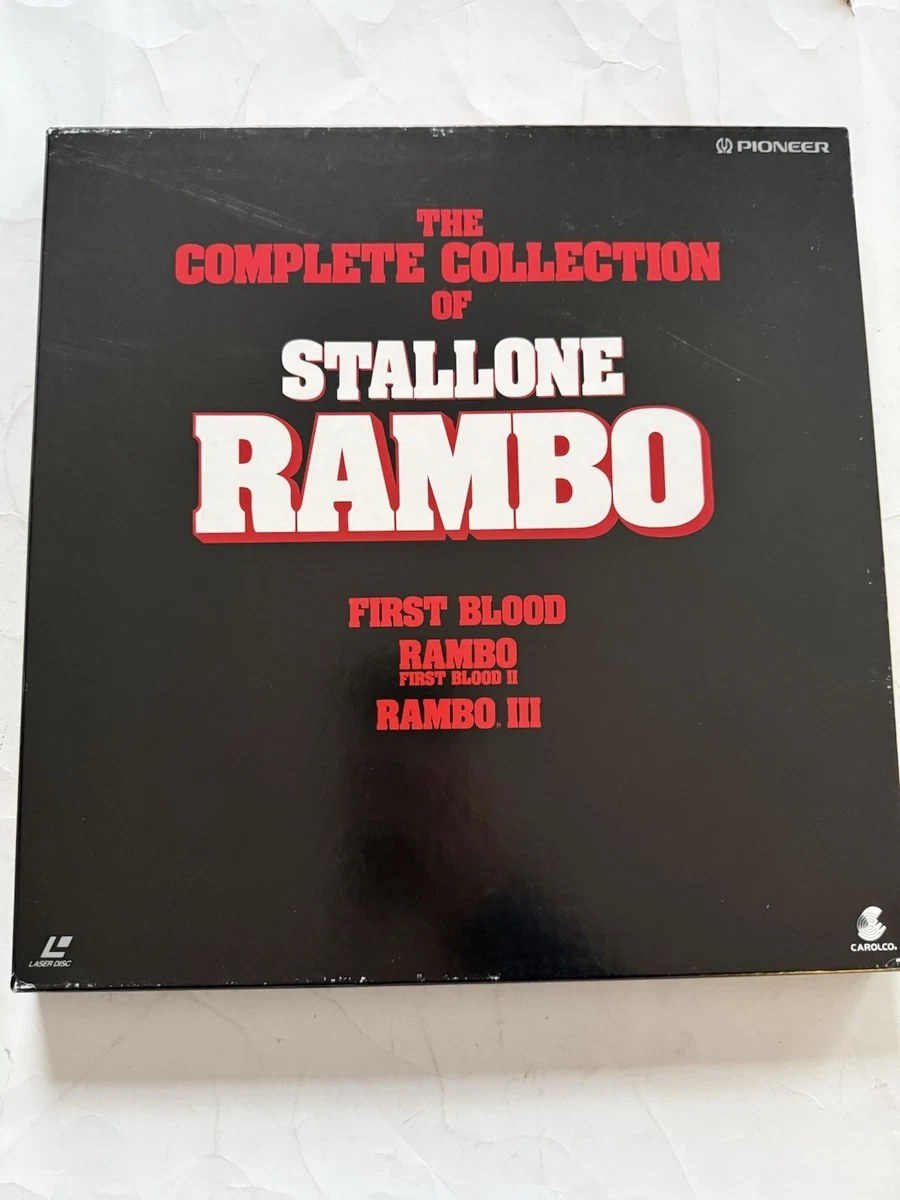 PIONEER
THE
COMPLETE COLLECTION
OF
STALLONE
RAMBO
FIRST BLOOD
RAMBO
FIRST BLOOD II
RAMBO® III
LASER DISC
CAROLCO®